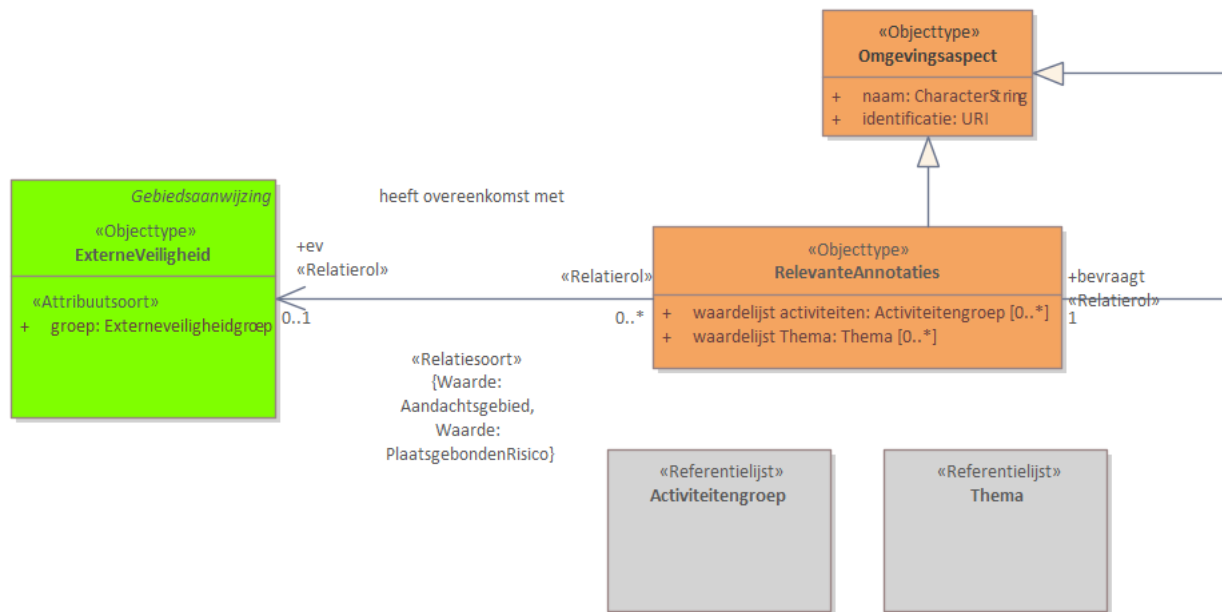 «Objecttype»
Omgevingsaspect
+ naam: CharacterString
+ identificatie: URI
Gebiedsaanwijzing
«Objecttype»
ExterneVeiligheid
«Attribuutsoort»
+ groep: Externeveiligheidgroep
heeft overeenkomst met
+ev
«Relatierol»
0..1
«Relatierol»
0..*
«Relatiesoort»
{Waarde:
Aandachtsgebied,
Waarde:
PlaatsgebondenRisico}
«Objecttype»
RelevanteAnnotaties
+ waardelijst activiteiten: Activiteitengroep [0..*]
+ waardelijst Thema: Thema [0..*]
+bevraagt
«Relatierol»
1
«Referentielijst»
Activiteitengroep
«Referentielijst»
Thema